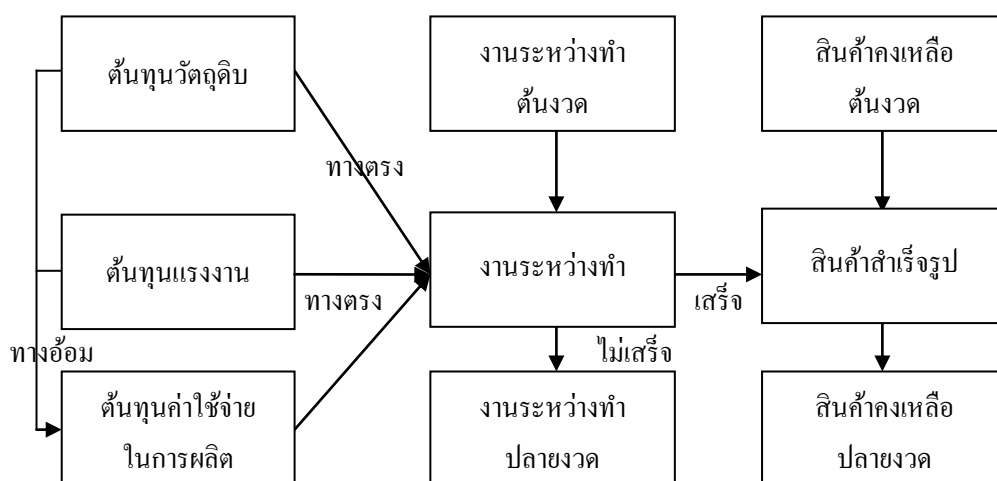 ต้นทุนวัตถุดิบ
งานระหว่างทำ
ต้นงวด
สินค้าคงเหลือ
ต้นงวด
ทางตรง
ต้นทุนแรงงาน
งานระหว่างทำ
สินค้าสำเร็จรูป
ทางตรง
เสร็จ
ทางอ้อม
ไม่เสร็จ
ต้นทุนค่าใช้จ่าย
ในการผลิต
งานระหว่างทำ
ปลายงวด
สินค้าคงเหลือ
ปลายงวด